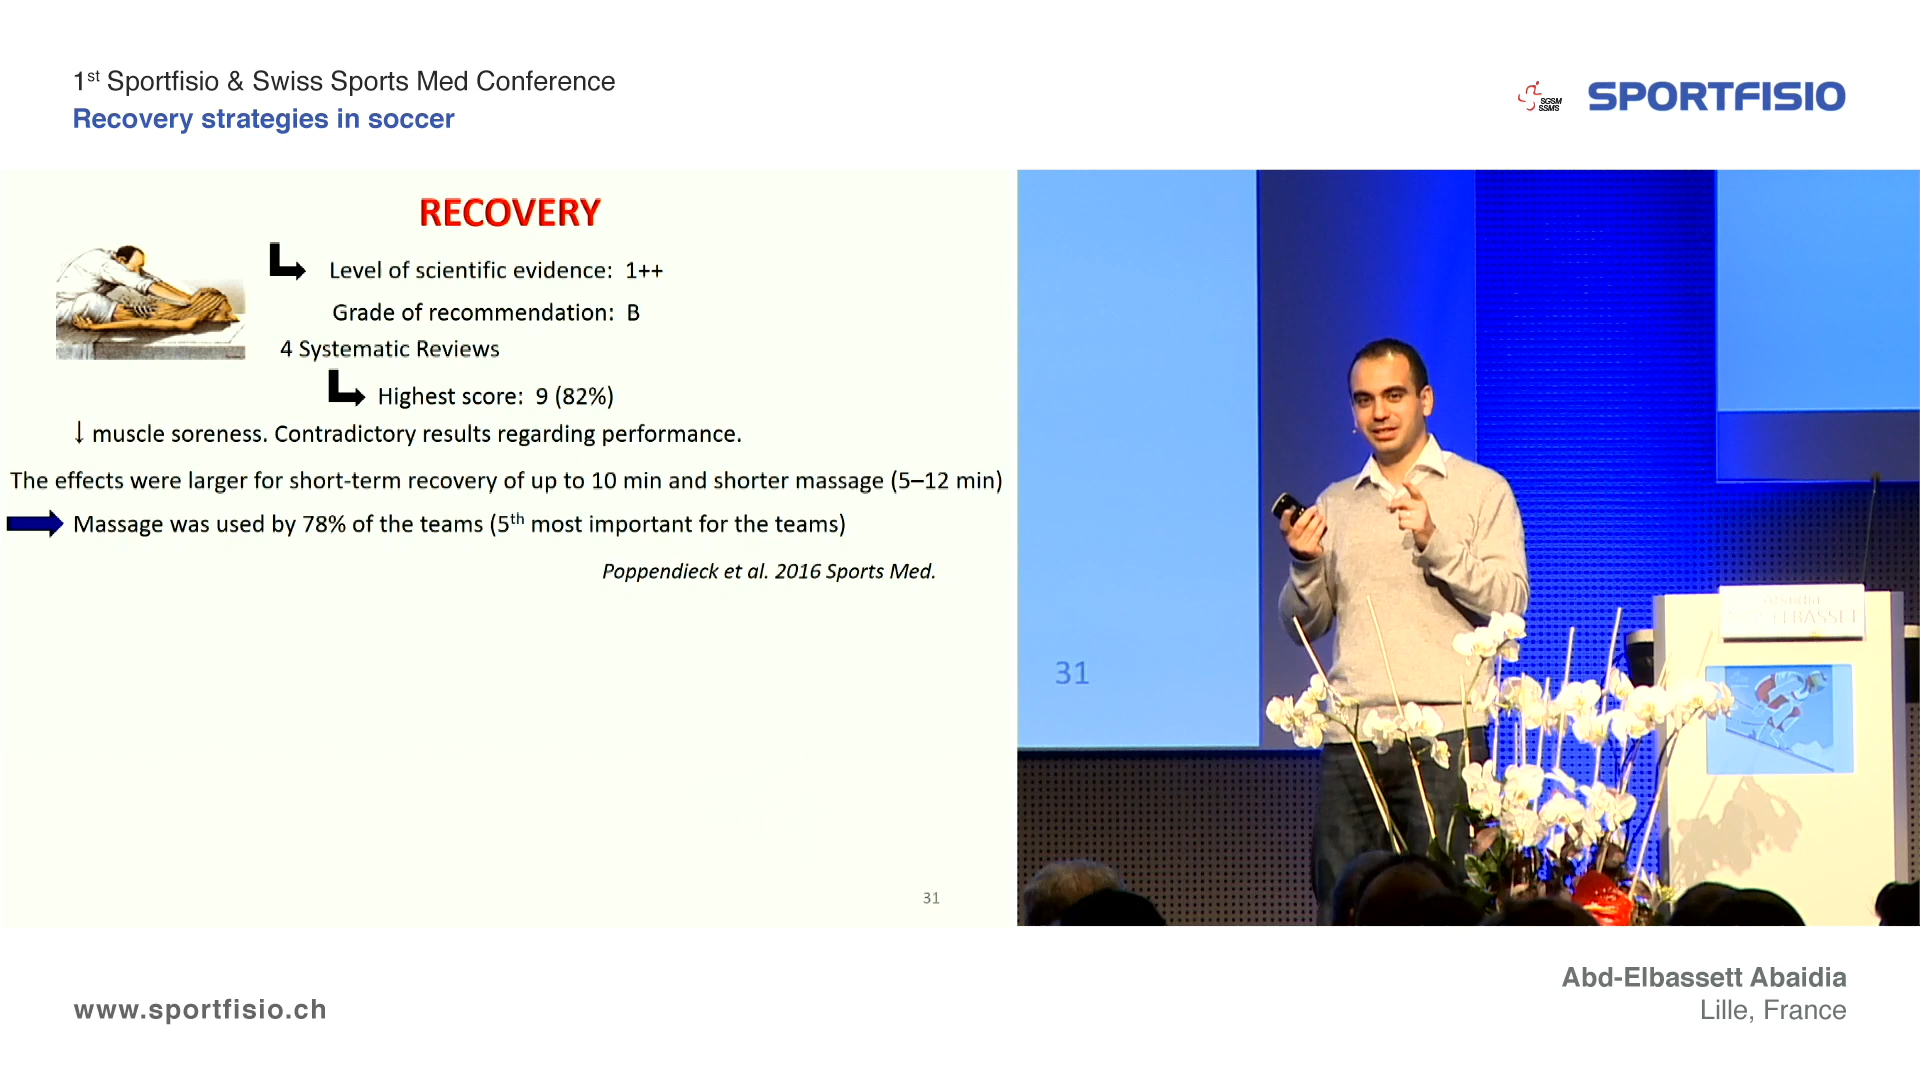 1st Sportfisio & Swiss Sports Med Conference
Recovery strategies in soccer
SGSM
SSMS
SPORTFISIO
RECOVERY
Level of scientific evidence: 1++
Grade of recommendation: B
4 Systematic Reviews
Highest score: 9 (82%)
↓ muscle soreness. Contradictory results regarding performance.
The effects were larger for short-term recovery of up to 10 min and shorter massage (5–12 min)
Massage was used by 78% of the teams (5th most important for the teams)
Poppendieck et al. 2016 Sports Med.
31
31
Abd-Elbassett Abaidia
Lille, France
www.sportfisio.ch